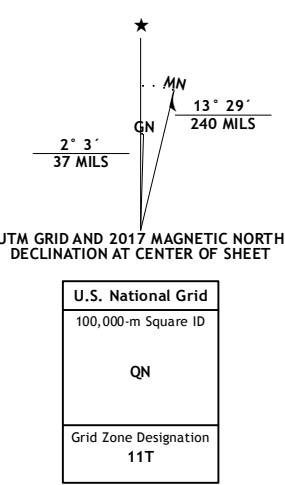 ★
MN
GN
13° 29´
240 MILS
2° 3´
37 MILS
UTM GRID AND 2017 MAGNETIC NORTH
DECLINATION AT CENTER OF SHEET
U.S. National Grid
100,000-m Square ID
QN
Grid Zone Designation
11T